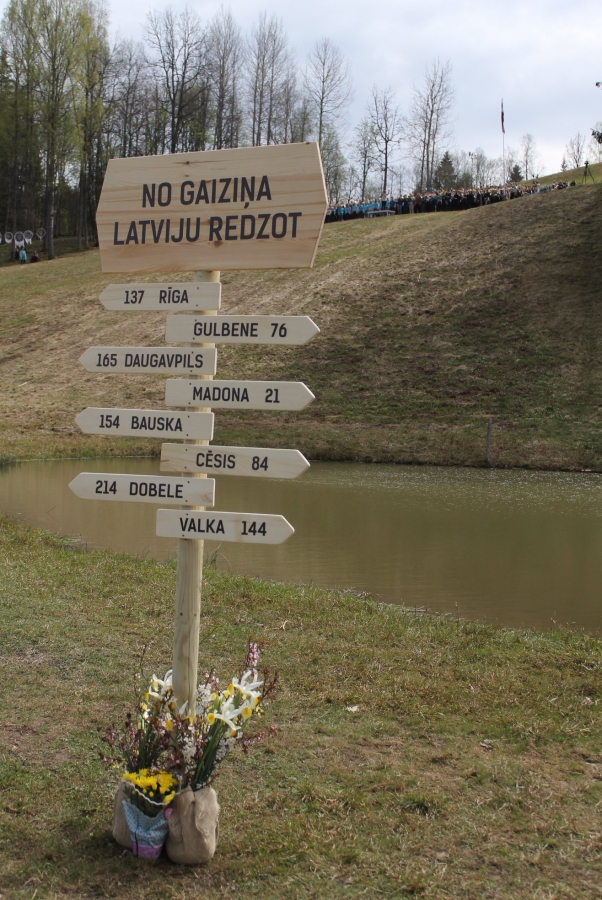 NO GAIZIŅA
LATVIJU REDZOT
137 RĪGA
GULBENE 76
165 DAUGAVPILS
MADONA 21
154 BAUSKA
CĒSIS 84
214 DOBELE
VALKA 144